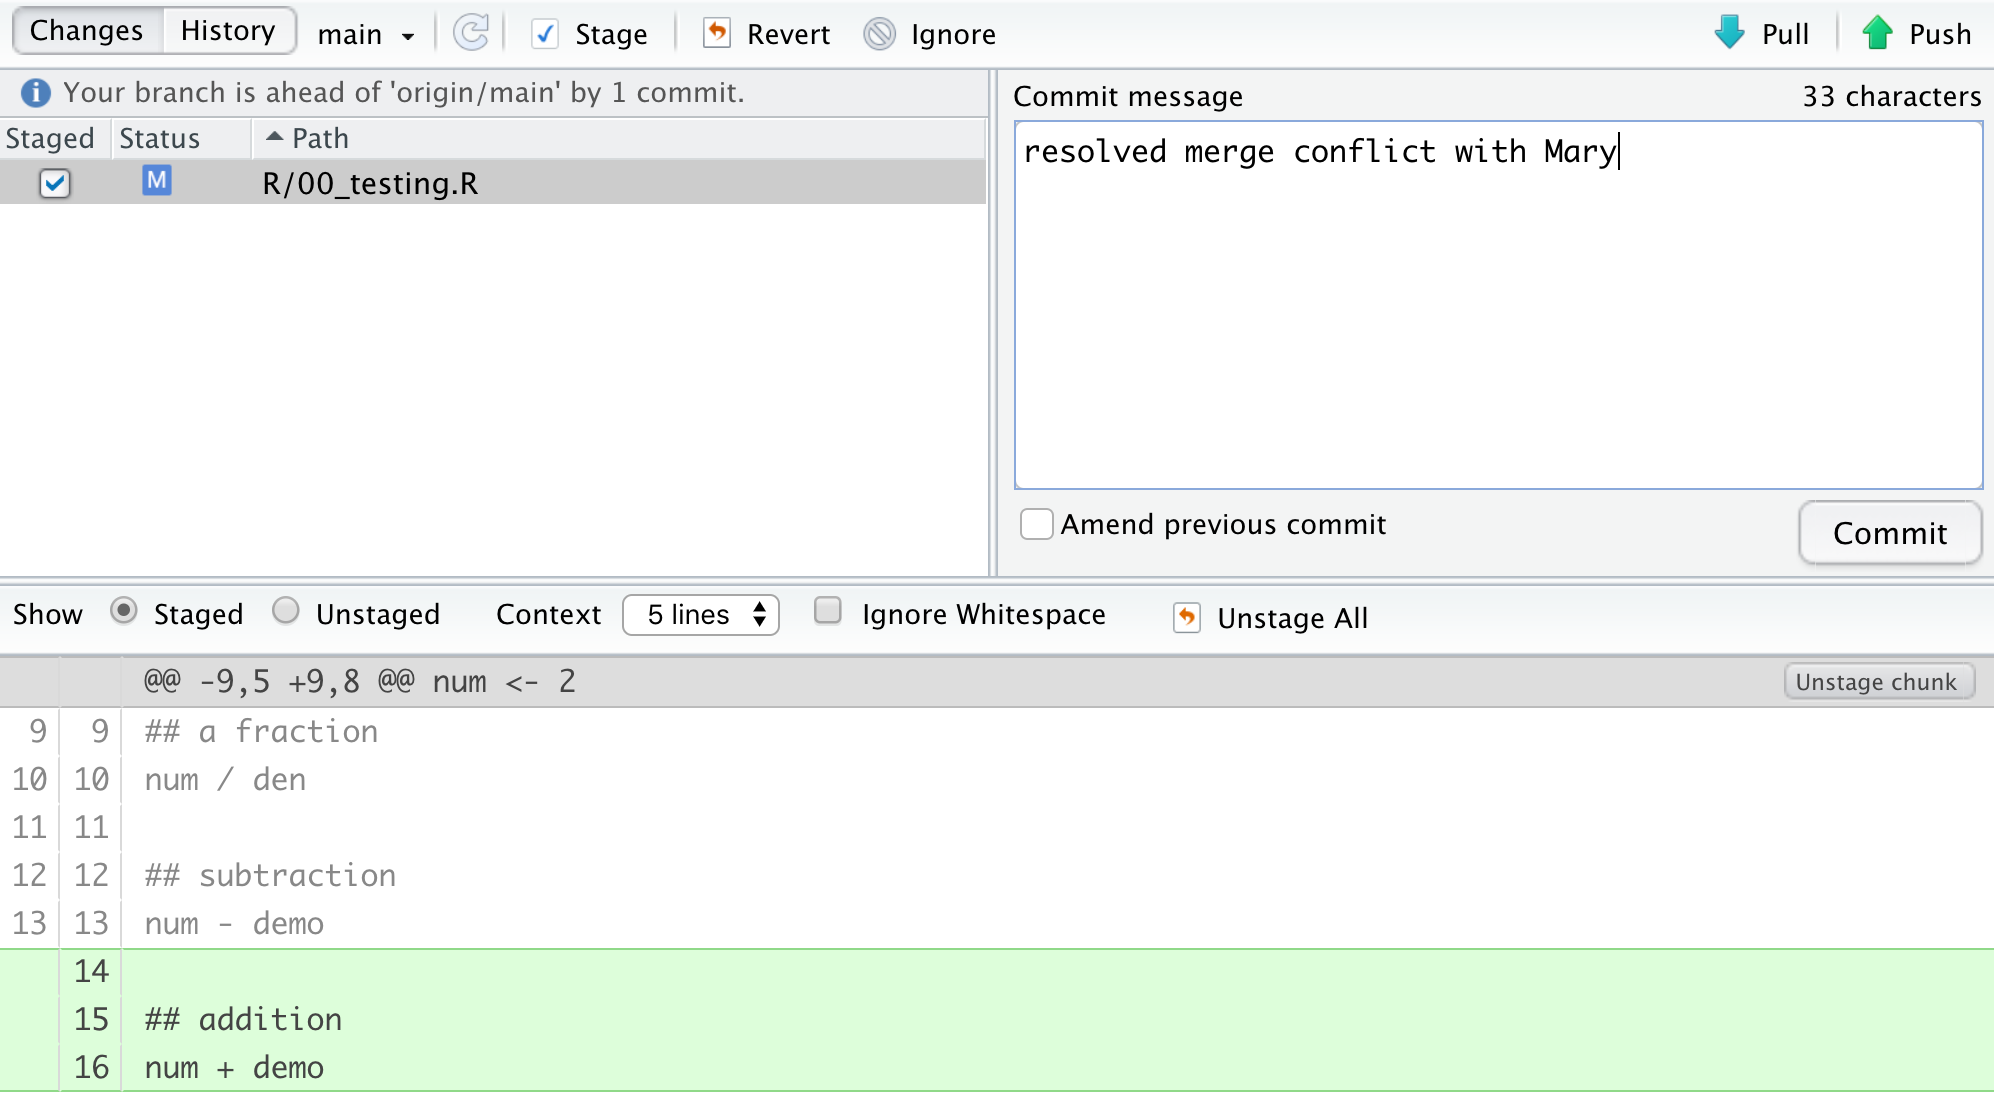 Changes History main Stage Revert Ignore Pull Push
Your branch is ahead of 'origin/main' by 1 commit.
Staged Status Path
M R/00_testing.R
Commit message 33 characters
resolved merge conflict with Mary
Amend previous commit Commit
Show Staged Unstaged Context 5 lines Ignore Whitespace Unstage All
@@ -9,5 +9,8 @@ num <- 2 Unstage chunk
9 9 ## a fraction
10 10 num / den
11 11
12 12 ## subtraction
13 13 num - demo
14
15 ## addition
16 num + demo